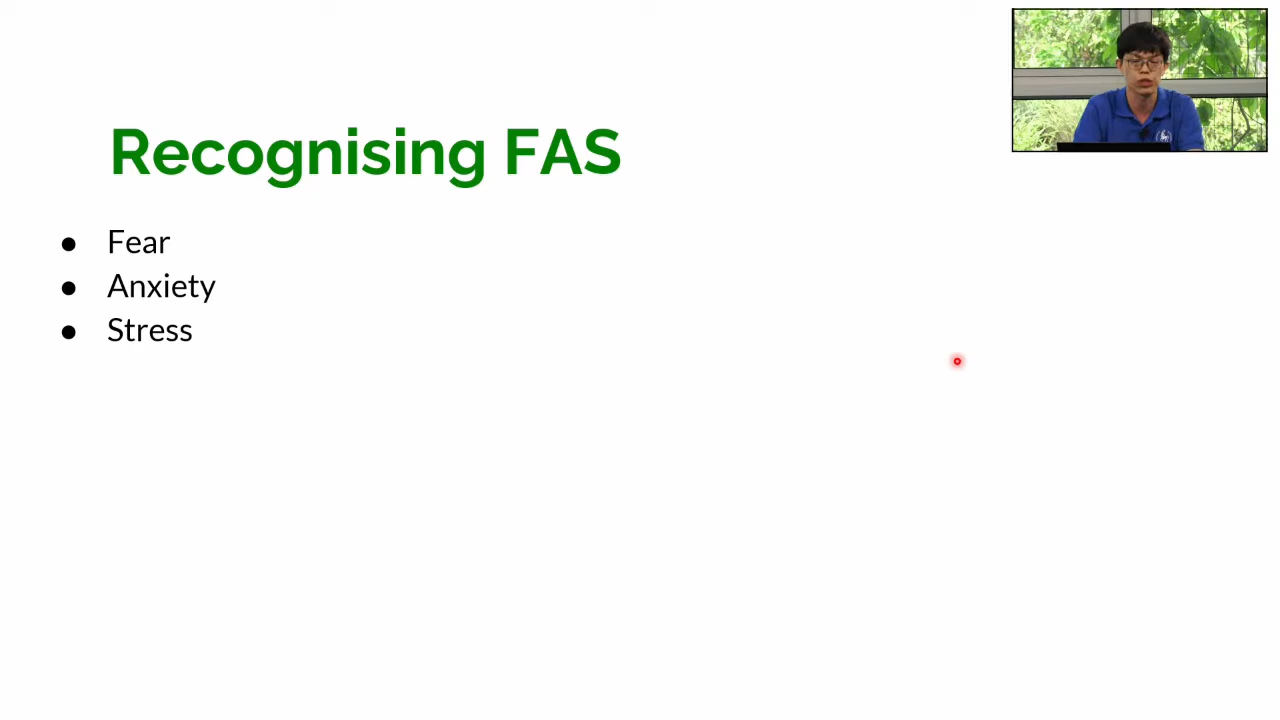 Recognising FAS
● Fear
● Anxiety
● Stress